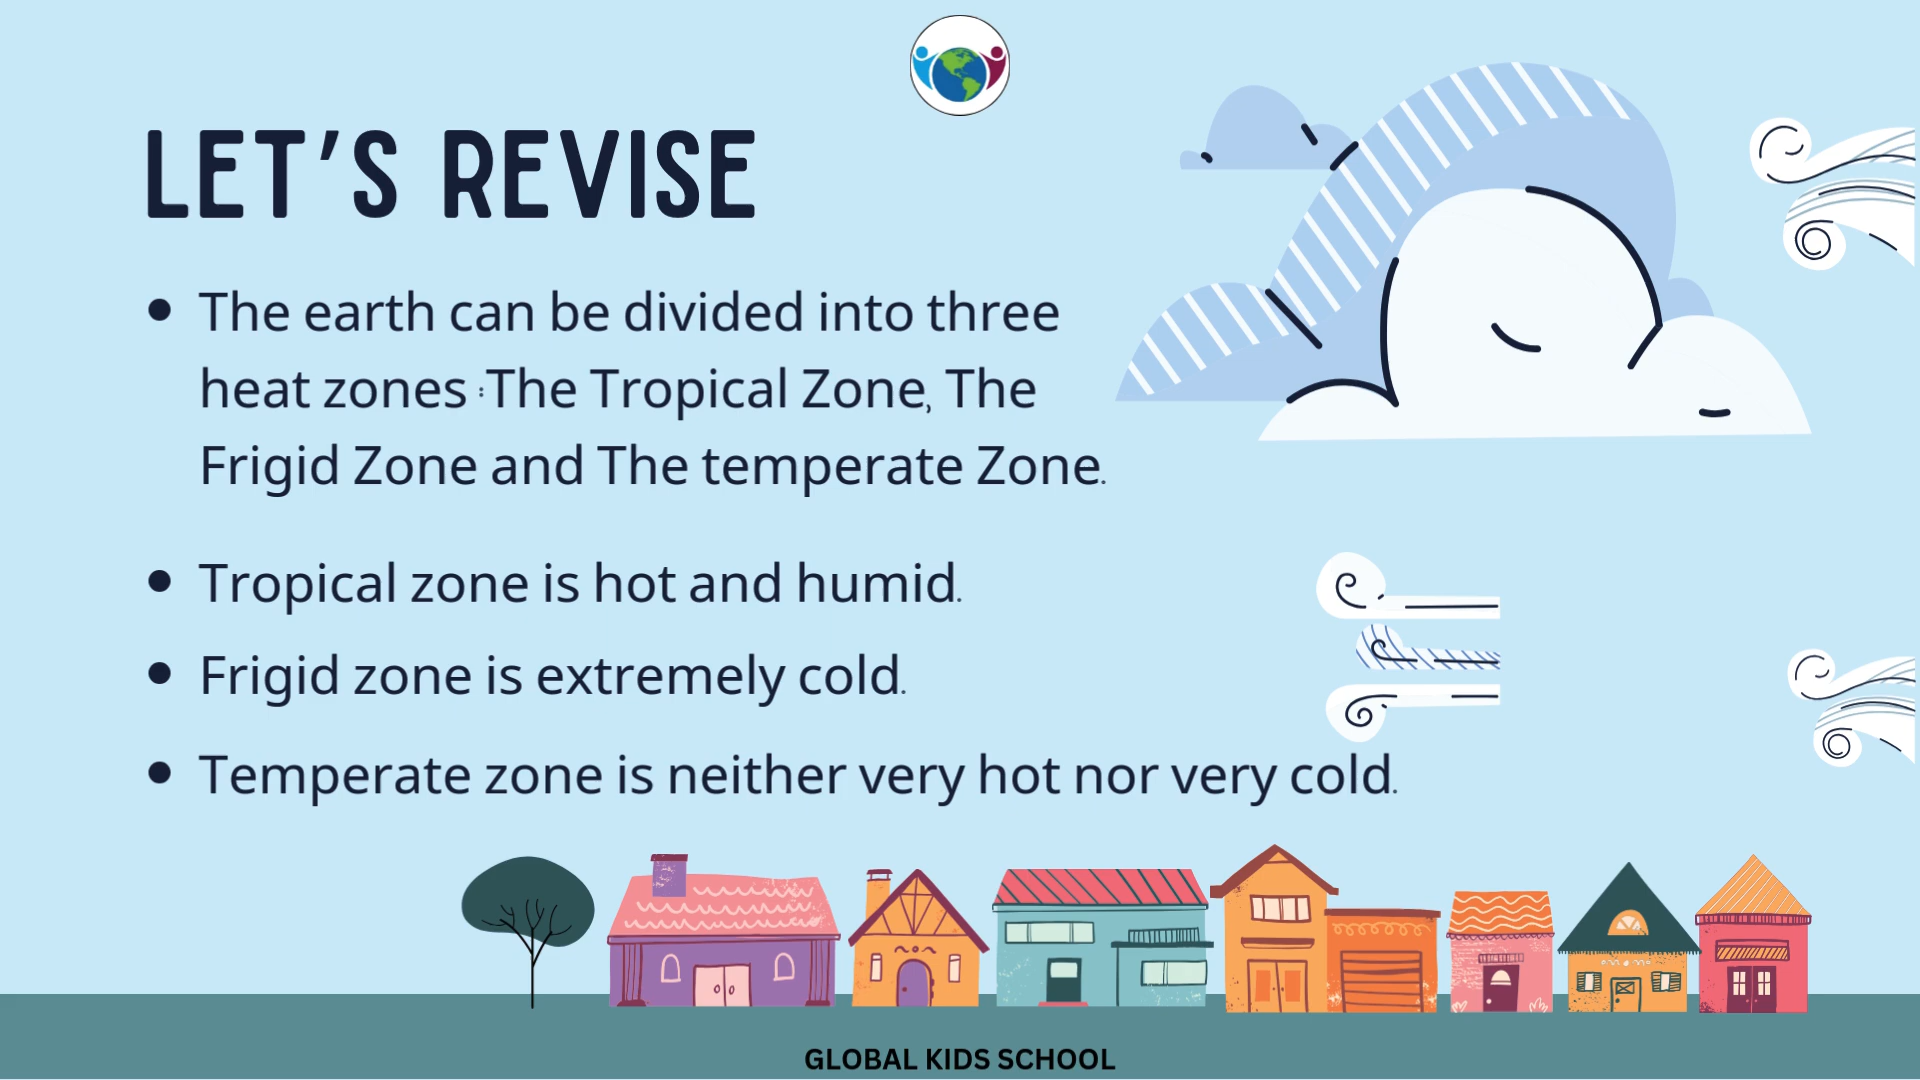 LET'S REVISE
• The earth can be divided into three
heat zones :The Tropical Zone, The
Frigid Zone and The temperate Zone.
• Tropical zone is hot and humid.
• Frigid zone is extremely cold.
• Temperate zone is neither very hot nor very cold.
GLOBAL KIDS SCHOOL